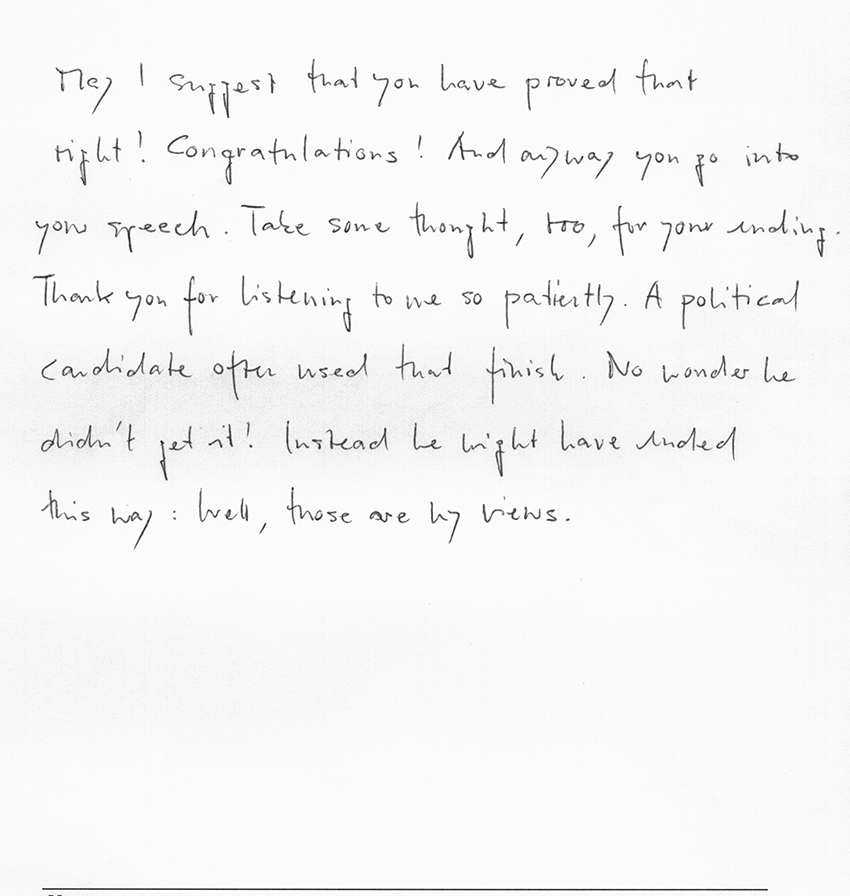 May I suggest that you have proved that
right! Congratulations! And anyway you go into
your speech. Take some thought, too, for your ending.
Thank you for listening to me so patiently. A political
candidate often used that finish. No wonder he
didn't get it! Instead he might have ended
this way: Well, those are my views.